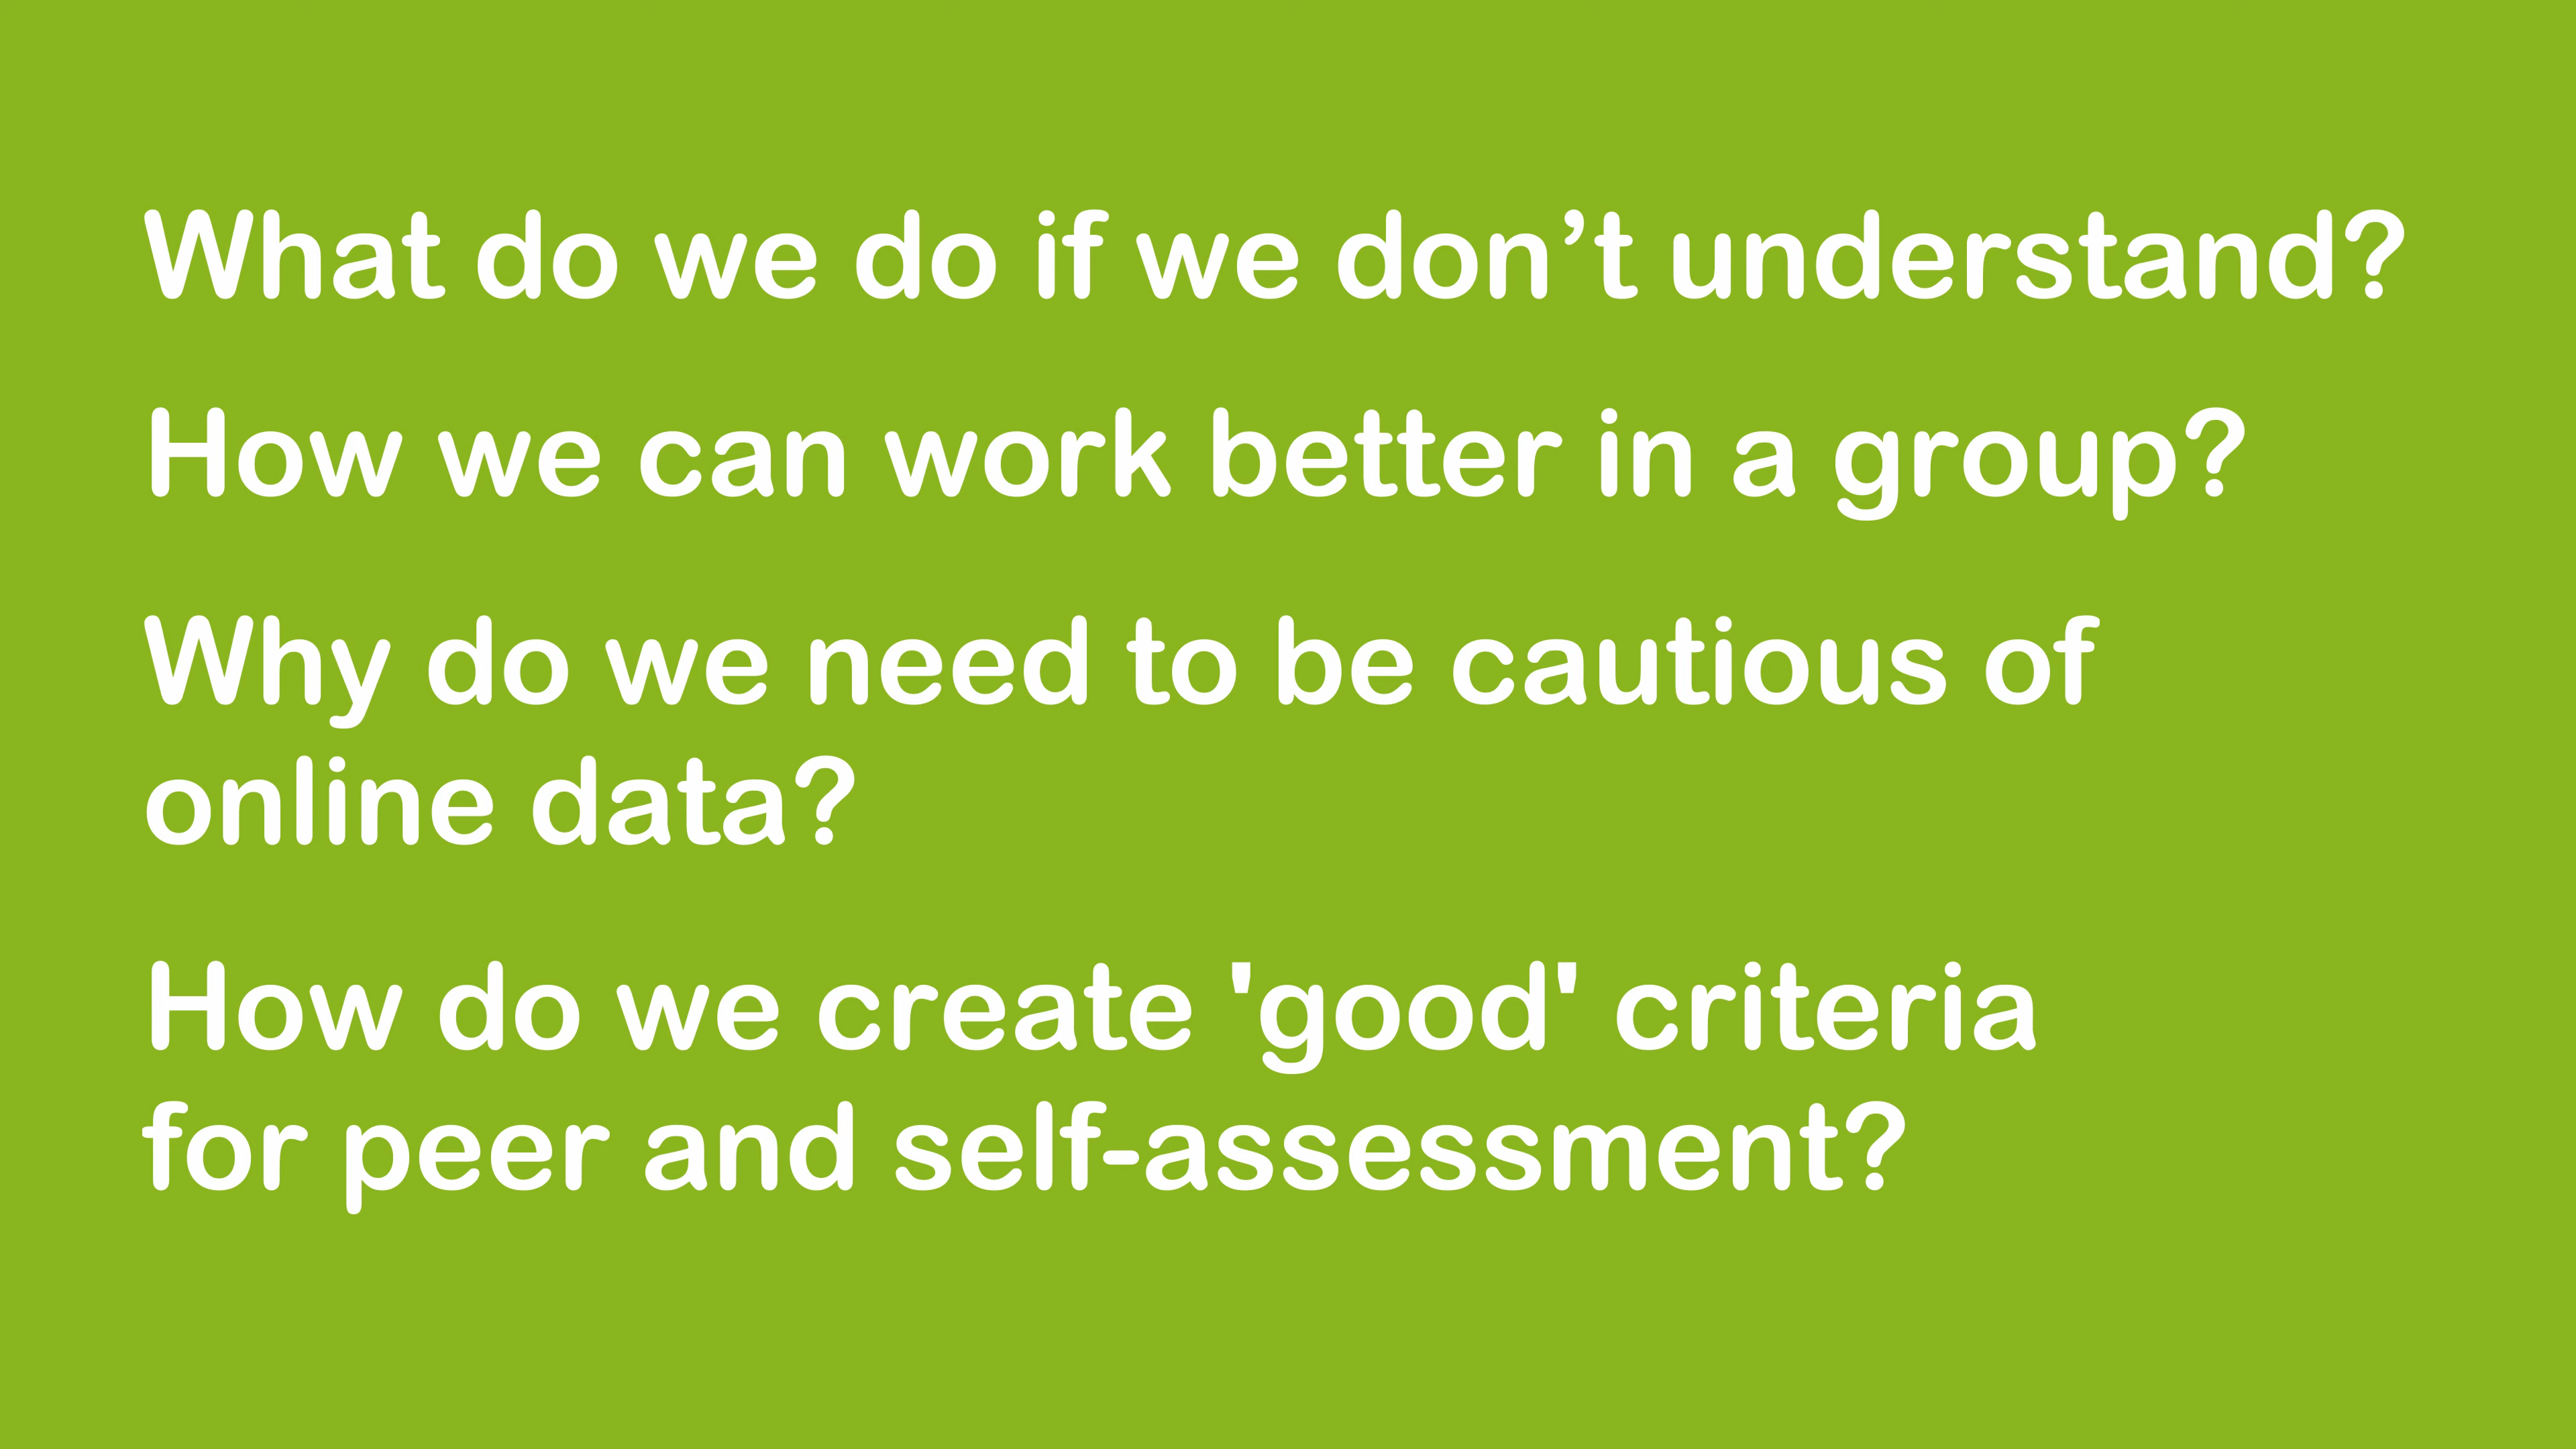 What do we do if we don’t understand?
How we can work better in a group?
Why do we need to be cautious of
online data?
How do we create 'good' criteria
for peer and self-assessment?